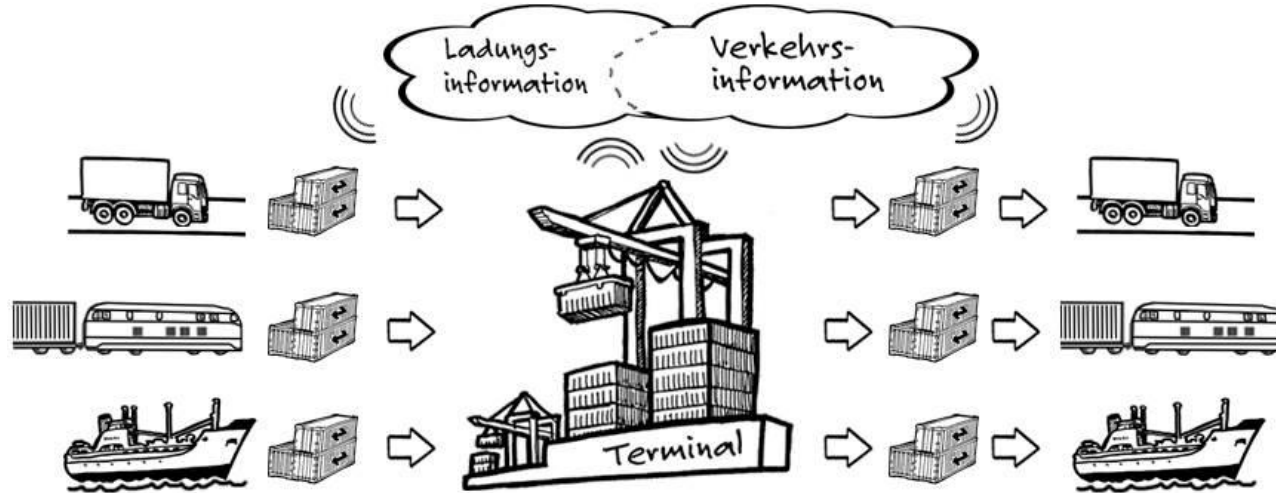 Ladungs-
information
Verkehrs-
information
Terminal